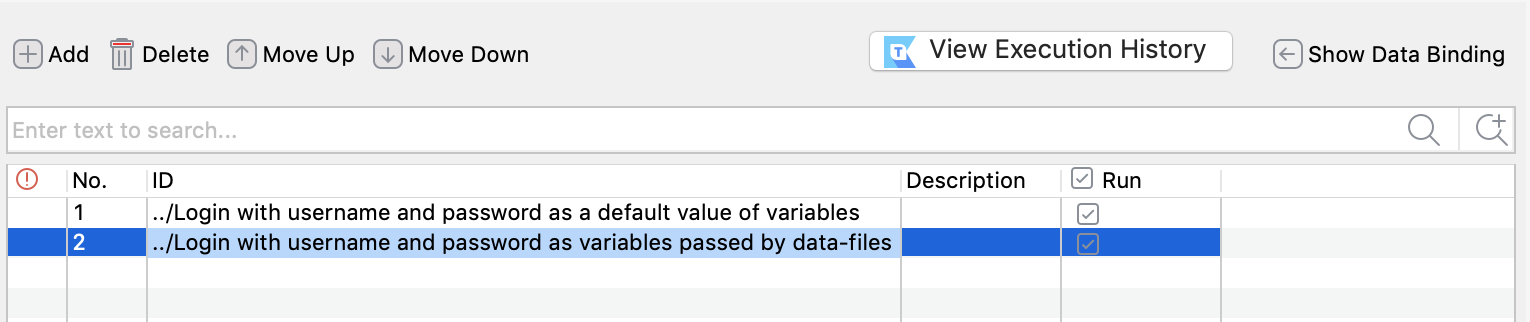 Add Delete Move Up Move Down View Execution History Show Data Binding
Enter text to search...
No. ID Description Run
1 ../Login with username and password as a default value of variables
2 ../Login with username and password as variables passed by data-files